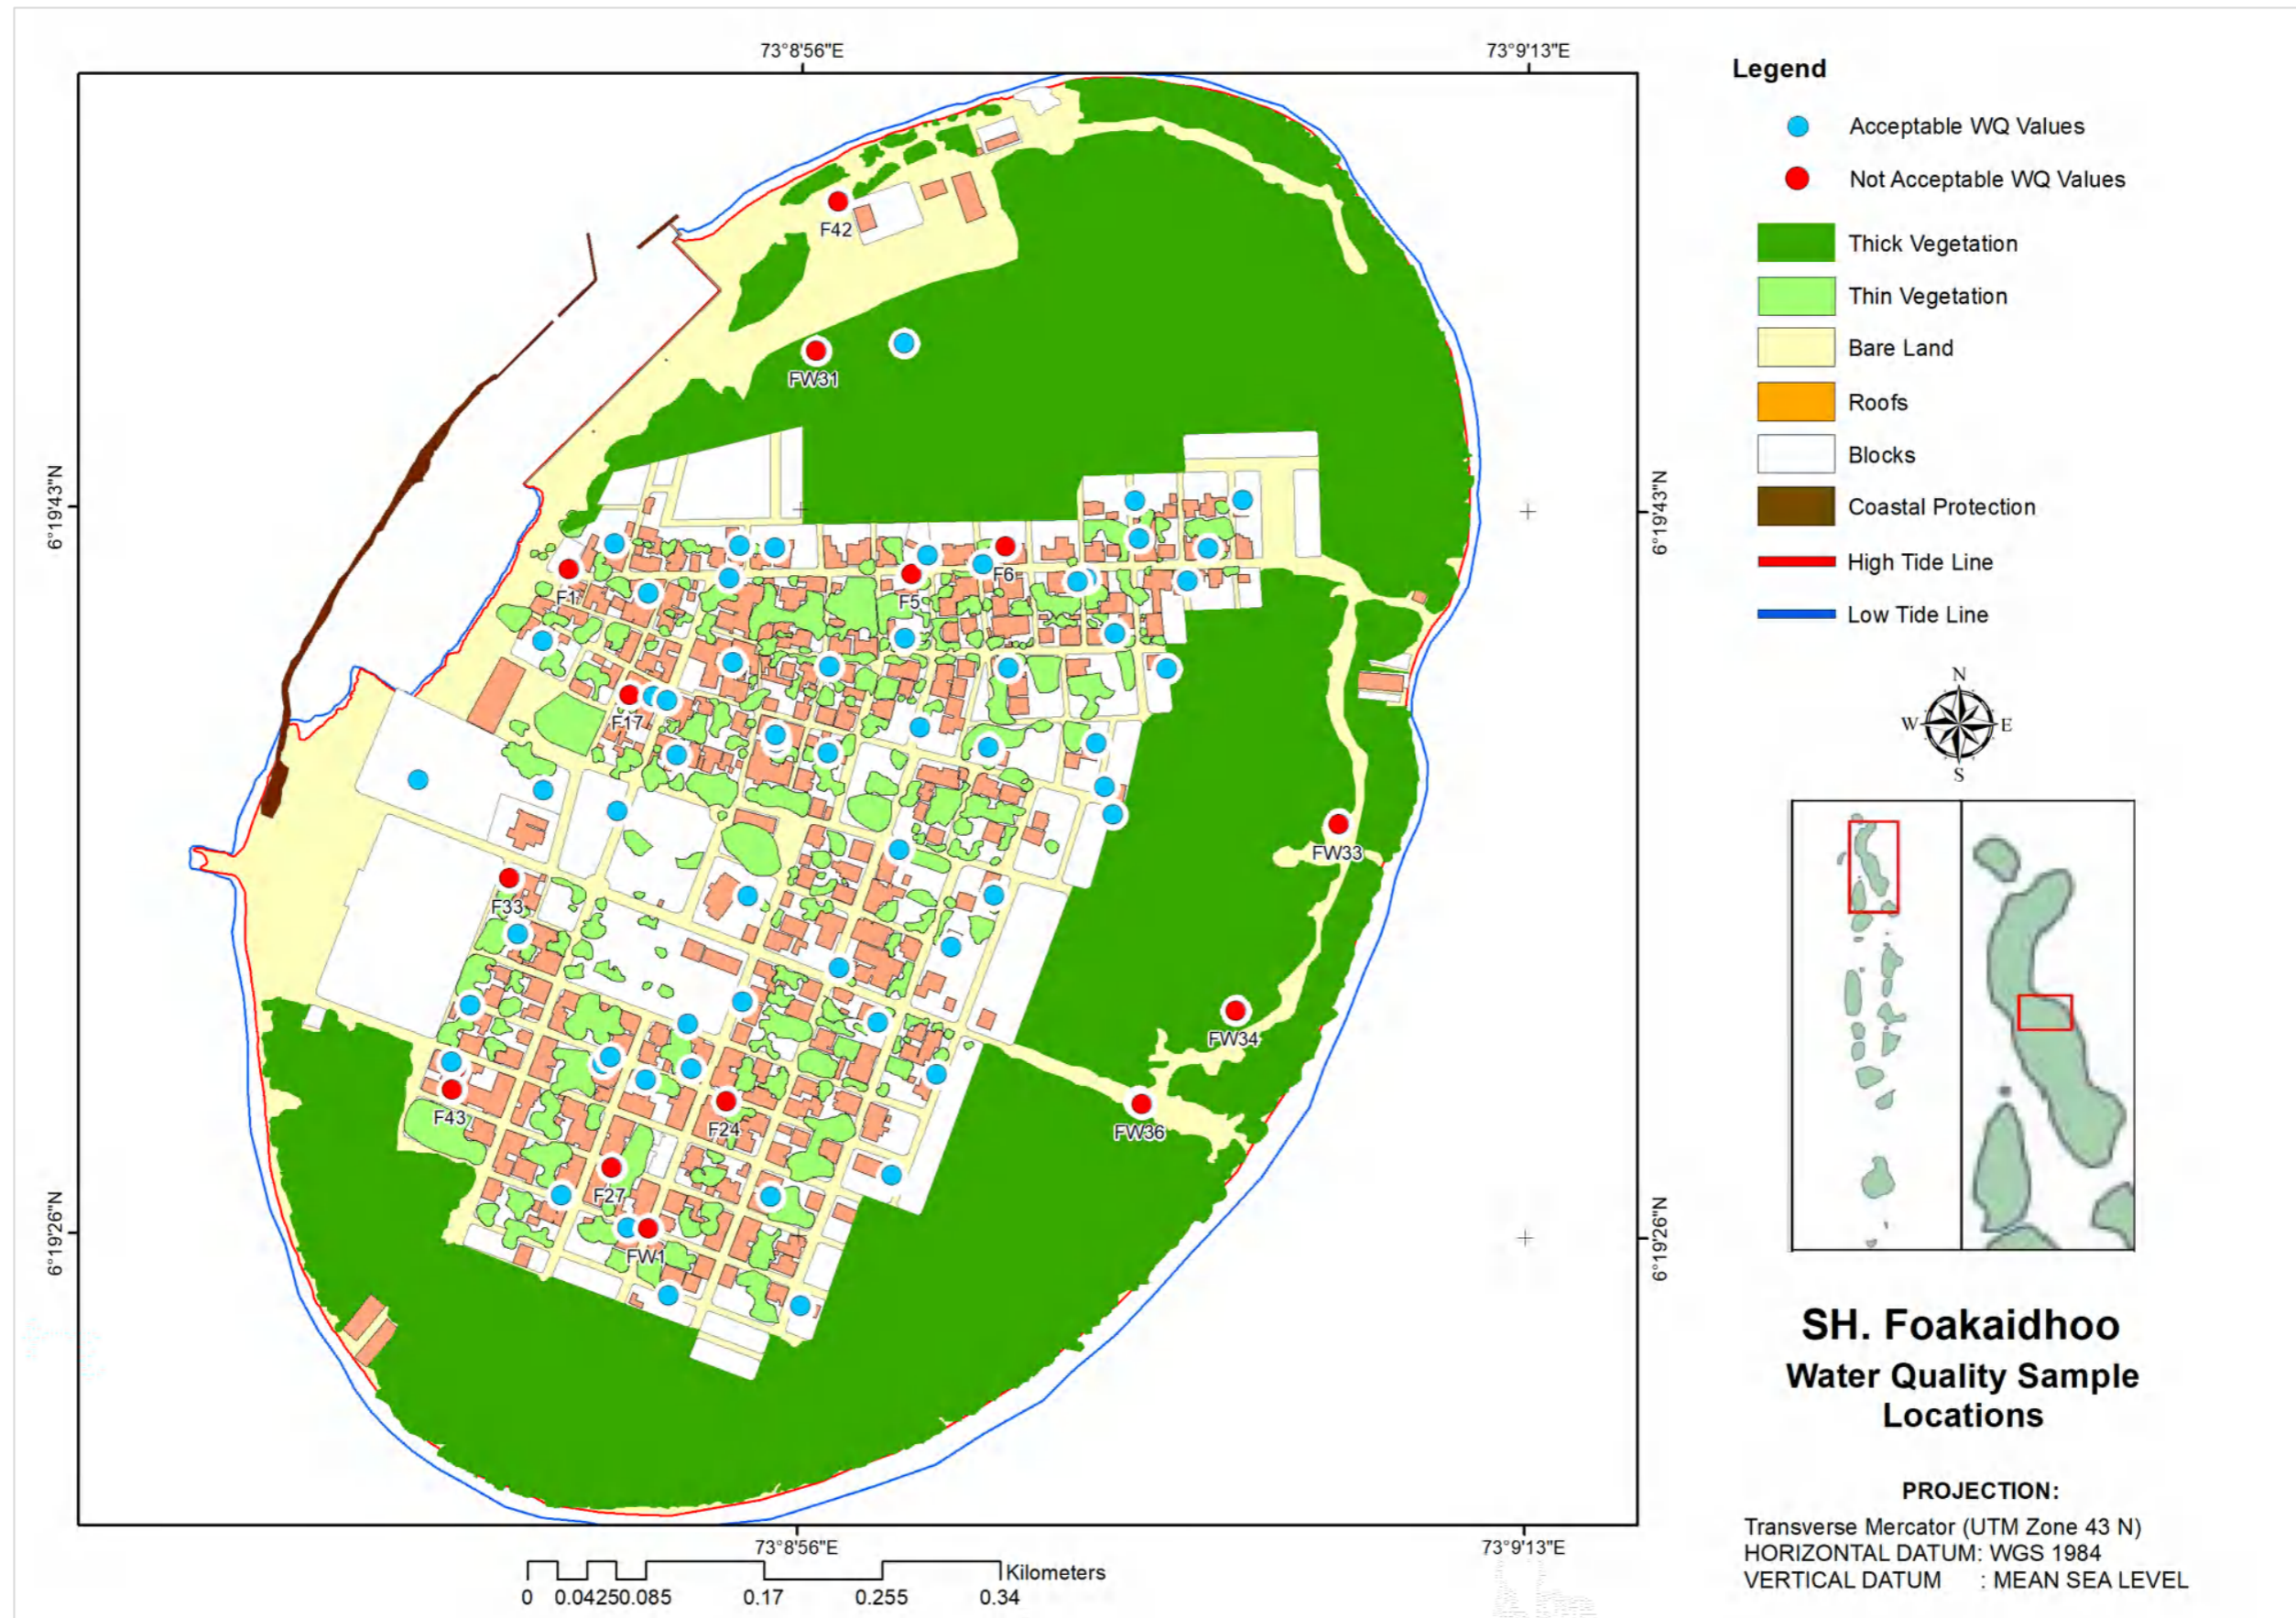 73°8'56"E
73°9'13"E
6°19'43"N
6°19'43"N
6°19'26"N
6°19'26"N
73°8'56"E
73°9'13"E
F42
FW31
F1
F5
F6
F17
FW33
F33
FW34
F43
F24
FW36
F27
FW1
Kilometers
0 0.04250.085 0.17 0.255 0.34
Legend
Acceptable WQ Values
Not Acceptable WQ Values
Thick Vegetation
Thin Vegetation
Bare Land
Roofs
Blocks
Coastal Protection
High Tide Line
Low Tide Line
N
W E
S
SH. Foakaidhoo
Water Quality Sample
Locations
PROJECTION:
Transverse Mercator (UTM Zone 43 N)
HORIZONTAL DATUM: WGS 1984
VERTICAL DATUM : MEAN SEA LEVEL